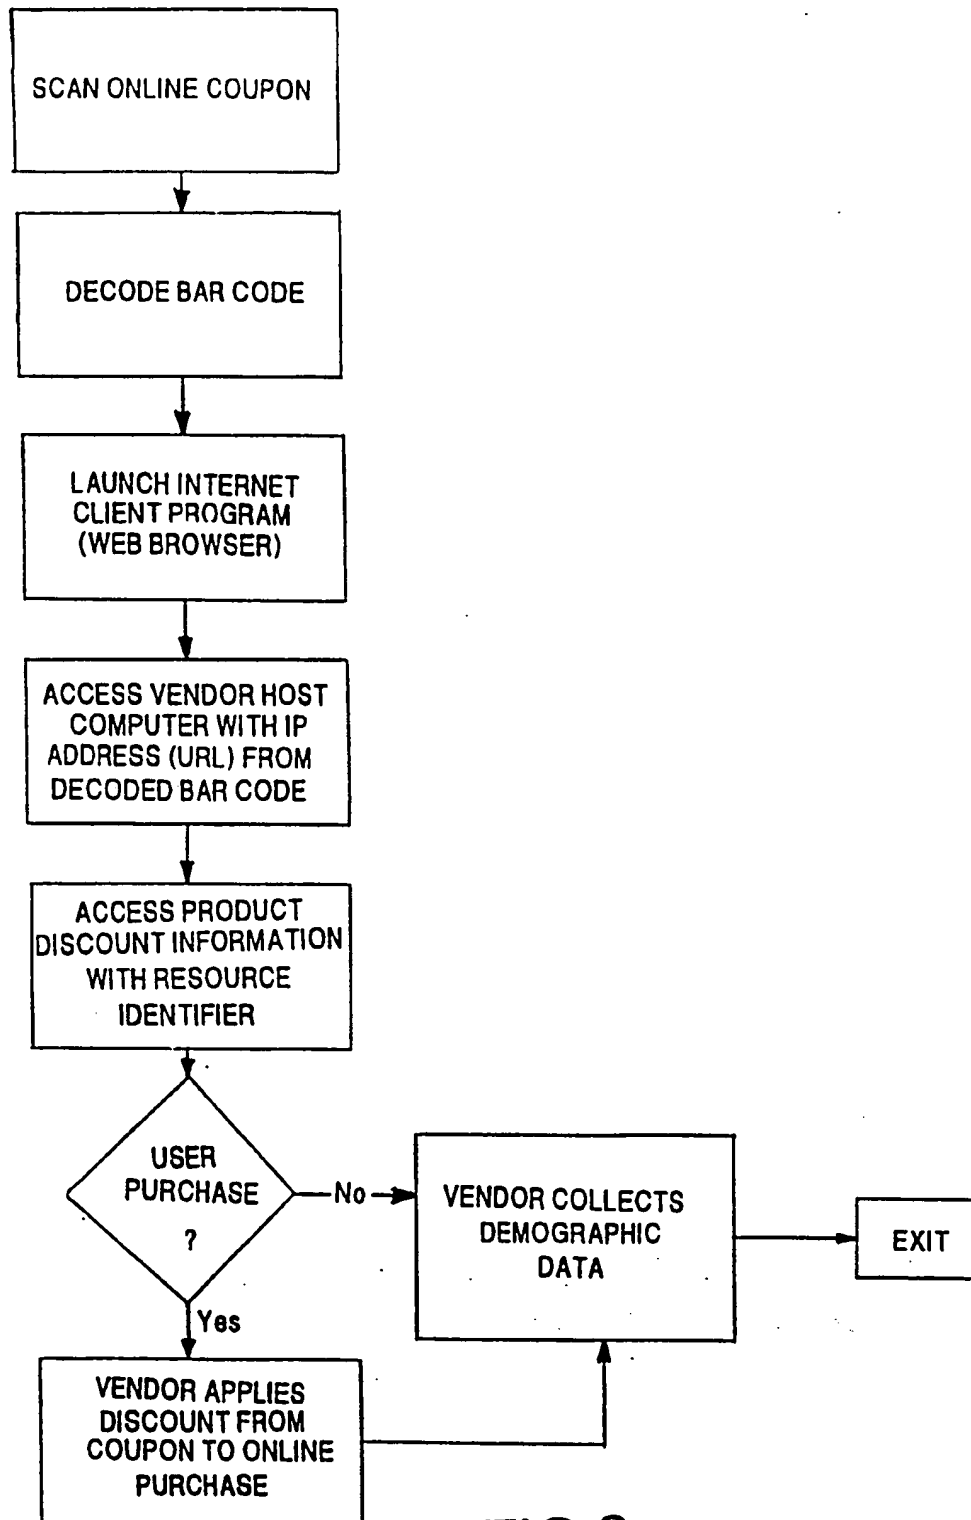 SCAN ONLINE COUPON
DECODE BAR CODE
LAUNCH INTERNET
CLIENT PROGRAM
(WEB BROWSER)
ACCESS VENDOR HOST
COMPUTER WITH IP
ADDRESS (URL) FROM
DECODED BAR CODE
ACCESS PRODUCT
DISCOUNT INFORMATION
WITH RESOURCE
IDENTIFIER
USER
PURCHASE
?
No
VENDOR COLLECTS
DEMOGRAPHIC
DATA
EXIT
Yes
VENDOR APPLIES
DISCOUNT FROM
COUPON TO ONLINE
PURCHASE